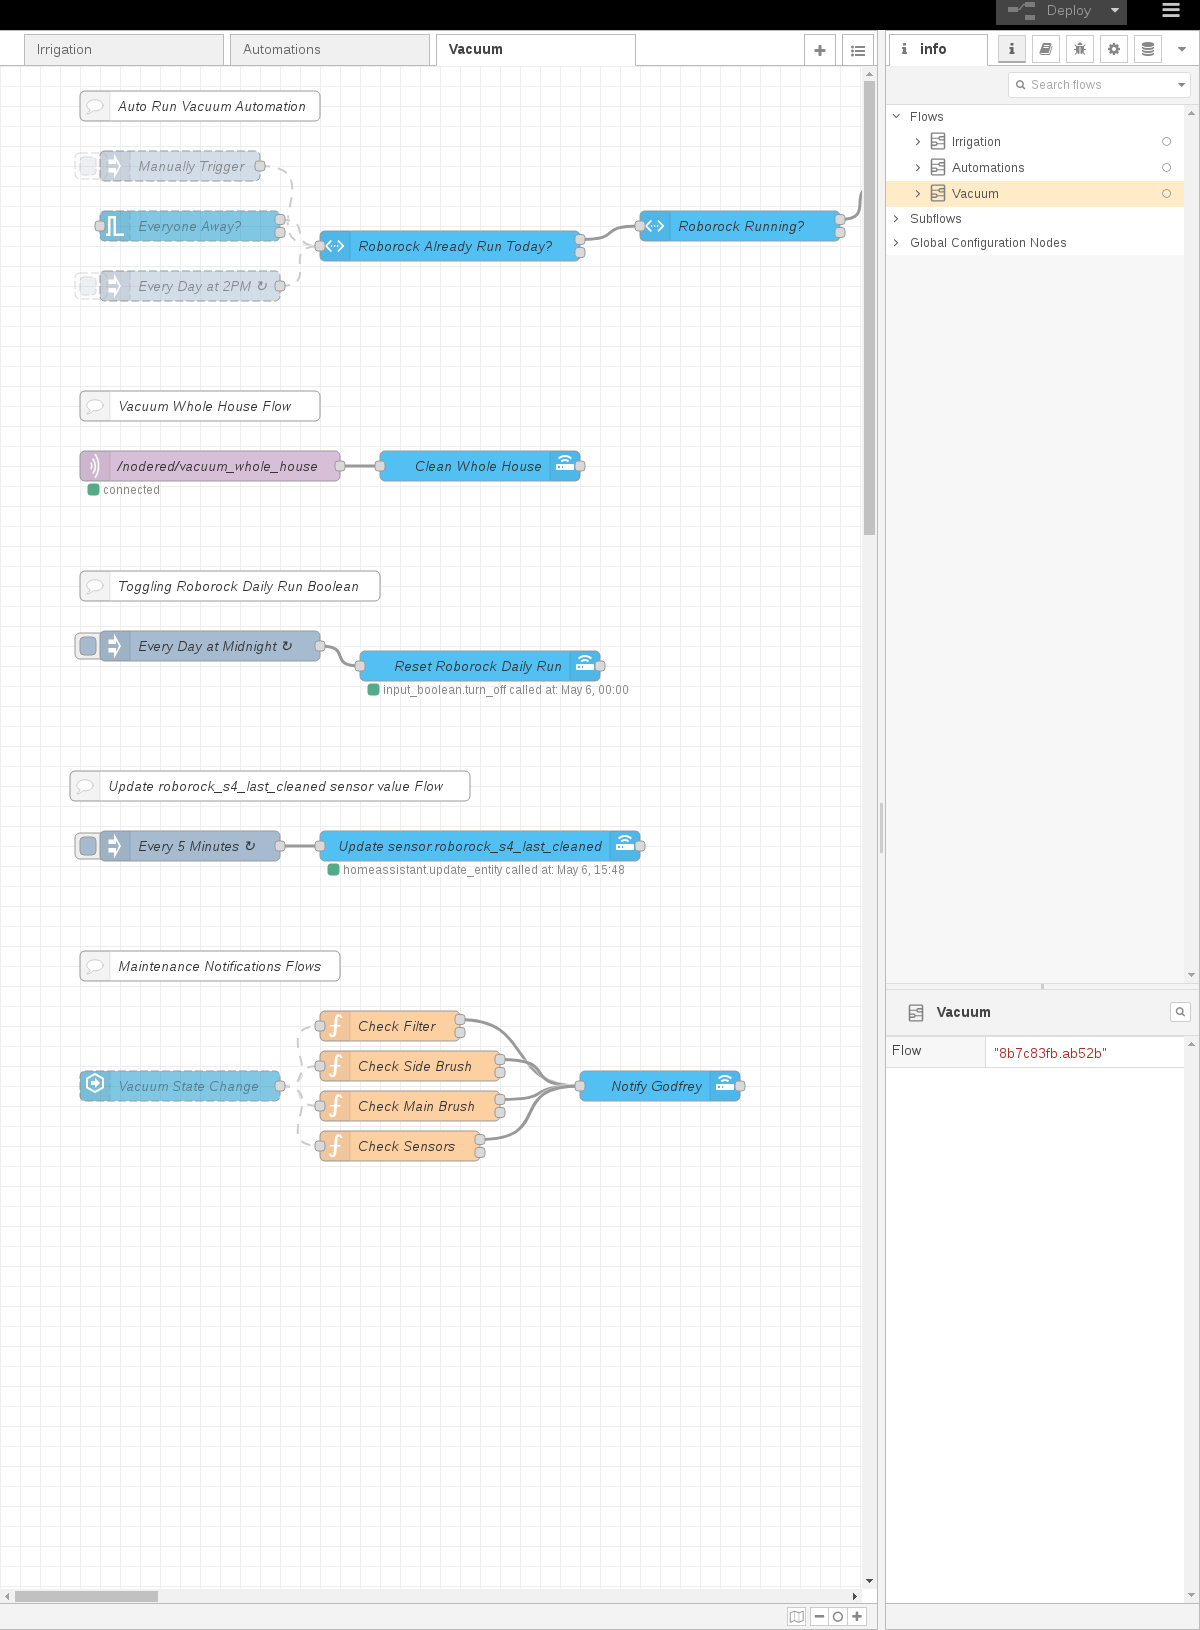 Deploy
Irrigation
Automations
Vacuum
info
Search flows
Auto Run Vacuum Automation
Manually Trigger
Everyone Away?
Roborock Already Run Today?
Roborock Running?
Every Day at 2PM ↻
Vacuum Whole House Flow
/nodered/vacuum_whole_house
Clean Whole House
connected
Toggling Roborock Daily Run Boolean
Every Day at Midnight ↻
Reset Roborock Daily Run
input_boolean.turn_off called at: May 6, 00:00
Update roborock_s4_last_cleaned sensor value Flow
Every 5 Minutes ↻
Update sensor.roborock_s4_last_cleaned
homeassistant.update_entity called at: May 6, 15:48
Maintenance Notifications Flows
Check Filter
Check Side Brush
Vacuum State Change
Notify Godfrey
Check Main Brush
Check Sensors
Flows
Irrigation
Automations
Vacuum
Subflows
Global Configuration Nodes
Vacuum
Flow
"8b7c83fb.ab52b"